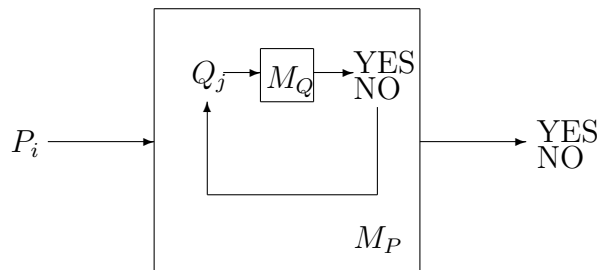 Q_j
M_Q
YES
NO
P_i
YES
NO
M_P